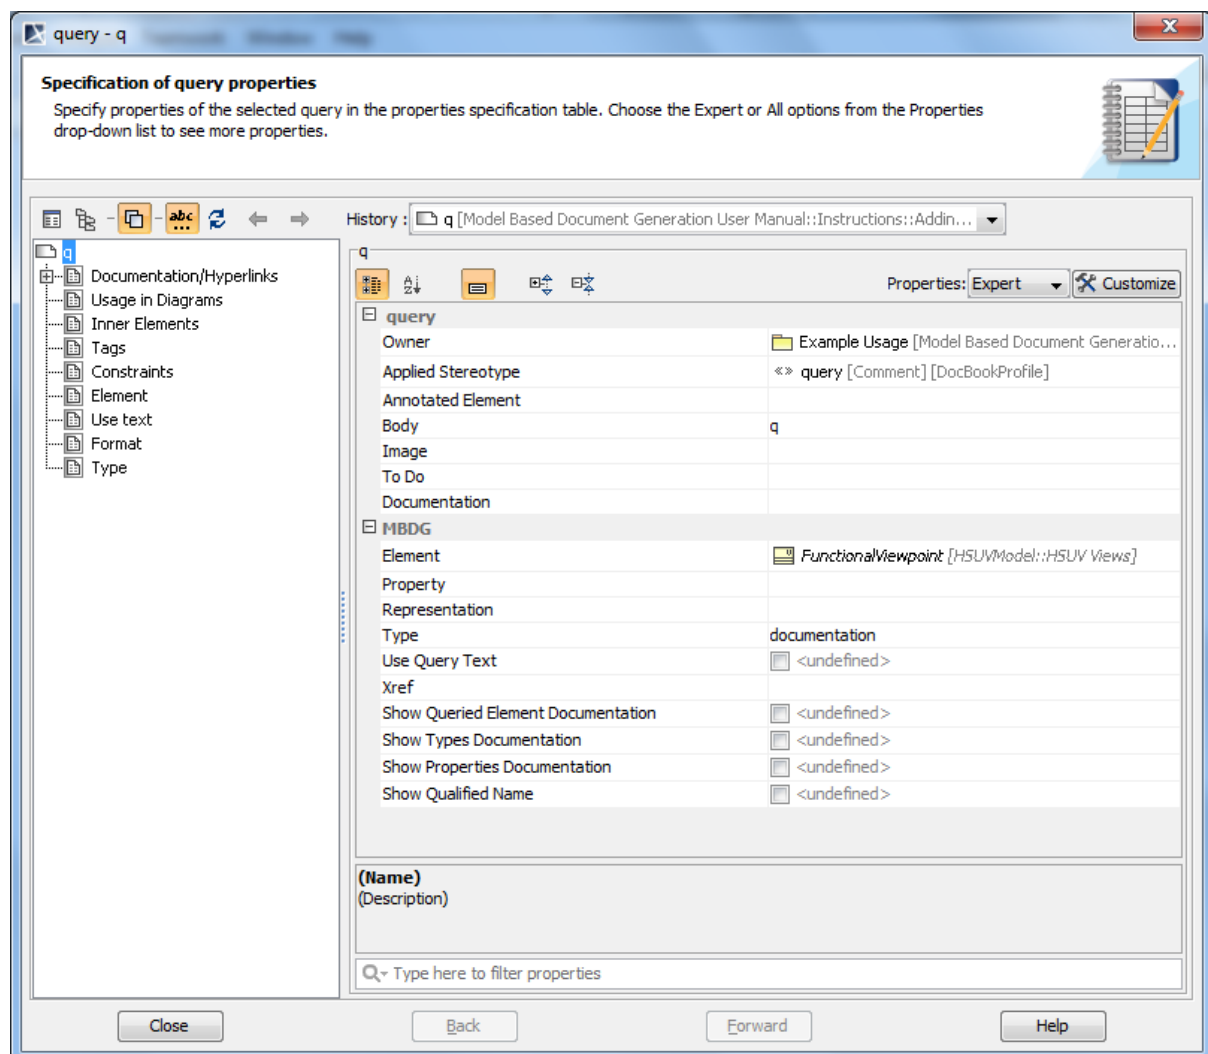 query - q
Specification of query properties
Specify properties of the selected query in the properties specification table. Choose the Expert or All options from the Properties
drop-down list to see more properties.
abc
History : q [Model Based Document Generation User Manual::Instructions::Addin...
q
Documentation/Hyperlinks
Usage in Diagrams
Inner Elements
Tags
Constraints
Element
Use text
Format
Type
q
Properties: Expert Customize
query
Owner Example Usage [Model Based Document Generatio...
Applied Stereotype «» query [Comment] [DocBookProfile]
Annotated Element
Body q
Image
To Do
Documentation
MBDG
Element FunctionalViewpoint [HSUVModel::HSUV Views]
Property
Representation
Type documentation
Use Query Text <undefined>
Xref
Show Queried Element Documentation <undefined>
Show Types Documentation <undefined>
Show Properties Documentation <undefined>
Show Qualified Name <undefined>
(Name)
(Description)
Type here to filter properties
Close Back Forward Help